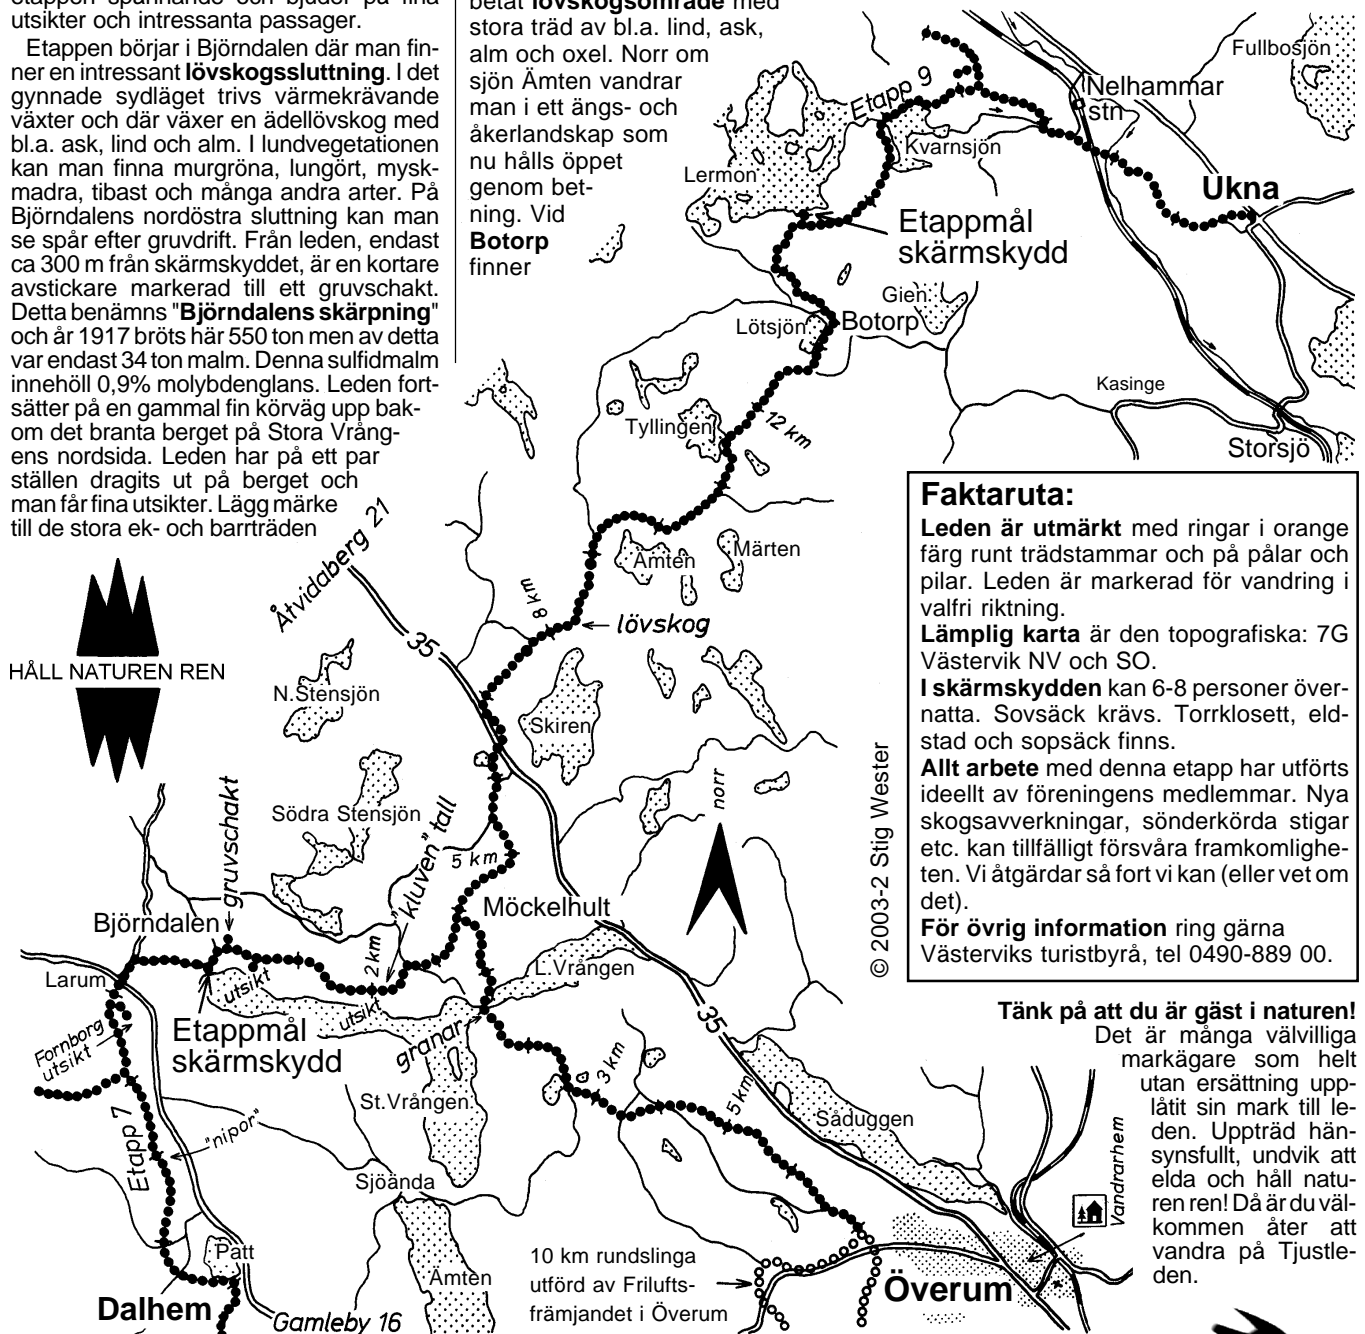 etappen spännande och bjuder på fina
utsikter och intressanta passager.
Etappen börjar i Björndalen där man fin-
ner en intressant lövskogssluttning. I det
gynnade sydläget trivs värmekrävande
växter och där växer en ädellövskog med
bl.a. ask, lind och alm. I lundvegetationen
kan man finna murgröna, lungört, mysk-
madra, tibast och många andra arter. På
Björndalens nordöstra sluttning kan man
se spår efter gruvdrift. Från leden, endast
ca 300 m från skärmskyddet, är en kortare
avstickare markerad till ett gruvschakt.
Detta benämns "Björndalens skärpning"
och år 1917 bröts här 550 ton men av detta
var endast 34 ton malm. Denna sulfidmalm
innehöll 0,9% molybdenglans. Leden fort-
sätter på en gammal fin körväg upp bak-
om det branta berget på Stora Vrång-
ens nordsida. Leden har på ett par
ställen dragits ut på berget och
man får fina utsikter. Lägg märke
till de stora ek- och barrträden
betat lövskogsområde med
stora träd av bl.a. lind, ask,
alm och oxel. Norr om
sjön Ämten vandrar
man i ett ängs- och
åkerlandskap som
nu hålls öppet
genom bet-
ning. Vid
Botorp
finner
HÅLL NATUREN REN
Fullbosjön
Nelhammar
stn
Etapp 9
Kvarnsjön
Lermon
Ukna
Etappmål
skärmskydd
Gien
Lötsjön
Botorp
Kasinge
Storsjö
Tyllingen
12 km
Åtvidaberg 21
35
Ämten
Märten
8 km
lövskog
N.Stensjön
Skiren
Södra Stensjön
gruvschakt
"kluven" tall
5 km
norr
Björndalen
Möckelhult
2 km
L.Vrången
Larum
utsikt
utsikt
Etappmål
skärmskydd
granar
35
Fornborg
utsikt
3 km
St.Vrången
5 km
Såduggen
Etapp 7
"nipor"
Sjöända
Vandrarhem
Patt
Ämten
10 km rundslinga
utförd av Frilufts-
främjandet i Överum
Överum
Dalhem
Gamleby 16
© 2003-2 Stig Wester
Faktaruta:
Leden är utmärkt med ringar i orange
färg runt trädstammar och på pålar och
pilar. Leden är markerad för vandring i
valfri riktning.
Lämplig karta är den topografiska: 7G
Västervik NV och SO.
I skärmskydden kan 6-8 personer över-
natta. Sovsäck krävs. Torrklosett, eld-
stad och sopsäck finns.
Allt arbete med denna etapp har utförts
ideellt av föreningens medlemmar. Nya
skogsavverkningar, sönderkörda stigar
etc. kan tillfälligt försvåra framkomlighe-
ten. Vi åtgärdar så fort vi kan (eller vet om
det).
För övrig information ring gärna
Västerviks turistbyrå, tel 0490-889 00.
Tänk på att du är gäst i naturen!
Det är många välvilliga
markägare som helt
utan ersättning upp-
låtit sin mark till le-
den. Uppträd hän-
synsfullt, undvik att
elda och håll natu-
ren ren! Då är du väl-
kommen åter att
vandra på Tjustle-
den.